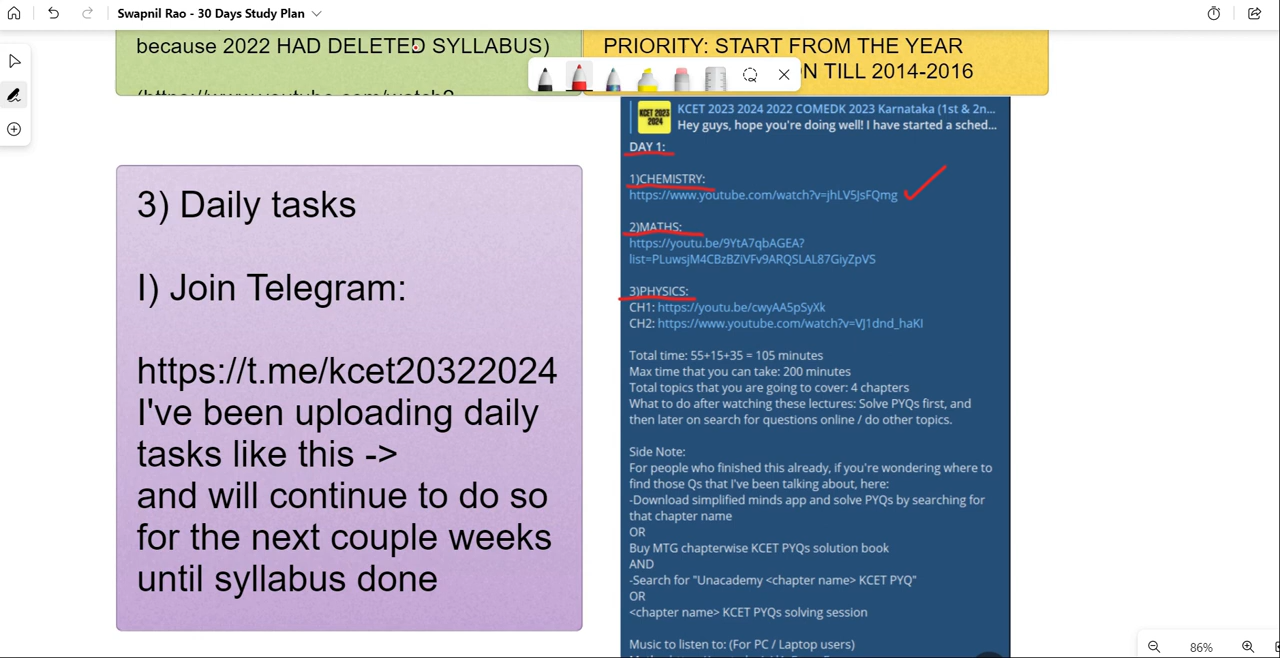 Swapnil Rao - 30 Days Study Plan
because 2022 HAD DELETED SYLLABUS)
PRIORITY: START FROM THE YEAR
N TILL 2014-2016
3) Daily tasks
I) Join Telegram:
https://t.me/kcet20322024
I've been uploading daily
tasks like this ->
and will continue to do so
for the next couple weeks
until syllabus done
KCET 2023 2024
KCET 2023 2024 2022 COMEDK 2023 Karnataka (1st & 2n...
Hey guys, hope you're doing well! I have started a sched...
DAY 1:
1)CHEMISTRY:
https://www.youtube.com/watch?v=jhLV5JsFQmg
2)MATHS:
https://youtu.be/9YtA7qbAGEA?
list=PLuwsjM4CBzBZiVFv9ARQSLAL87GiyZpVS
3)PHYSICS:
CH1: https://youtu.be/cwyAA5pSyXk
CH2: https://www.youtube.com/watch?v=VJ1dnd_haKI
Total time: 55+15+35 = 105 minutes
Max time that you can take: 200 minutes
Total topics that you are going to cover: 4 chapters
What to do after watching these lectures: Solve PYQs first, and
then later on search for questions online / do other topics.
Side Note:
For people who finished this already, if you're wondering where to
find those Qs that I've been talking about, here:
-Download simplified minds app and solve PYQs by searching for
that chapter name
OR
Buy MTG chapterwise KCET PYQs solution book
AND
-Search for "Unacademy <chapter name> KCET PYQ"
OR
<chapter name> KCET PYQs solving session
Music to listen to: (For PC / Laptop users)
86%